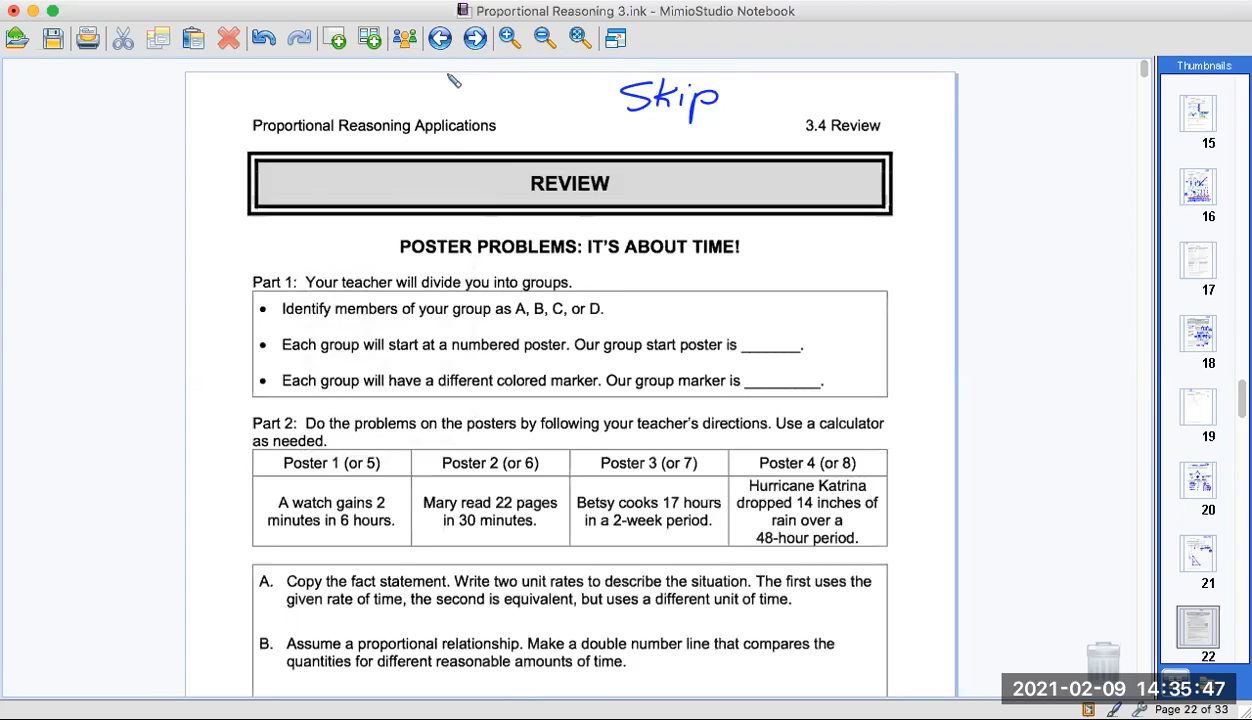 Proportional Reasoning 3.ink - MimioStudio Notebook
Thumbnails
Skip
Proportional Reasoning Applications
3.4 Review
REVIEW
POSTER PROBLEMS: IT'S ABOUT TIME!
Part 1: Your teacher will divide you into groups.
• Identify members of your group as A, B, C, or D.
• Each group will start at a numbered poster. Our group start poster is _______.
• Each group will have a different colored marker. Our group marker is _________.
Part 2: Do the problems on the posters by following your teacher's directions. Use a calculator
as needed.
Poster 1 (or 5)
Poster 2 (or 6)
Poster 3 (or 7)
Poster 4 (or 8)
A watch gains 2
minutes in 6 hours.
Mary read 22 pages
in 30 minutes.
Betsy cooks 17 hours
in a 2-week period.
Hurricane Katrina
dropped 14 inches of
rain over a
48-hour period.
A. Copy the fact statement. Write two unit rates to describe the situation. The first uses the
given rate of time, the second is equivalent, but uses a different unit of time.
B. Assume a proportional relationship. Make a double number line that compares the
quantities for different reasonable amounts of time.
15
16
17
18
19
20
21
22
2021-02-09 14:35:47
Page 22 of 33